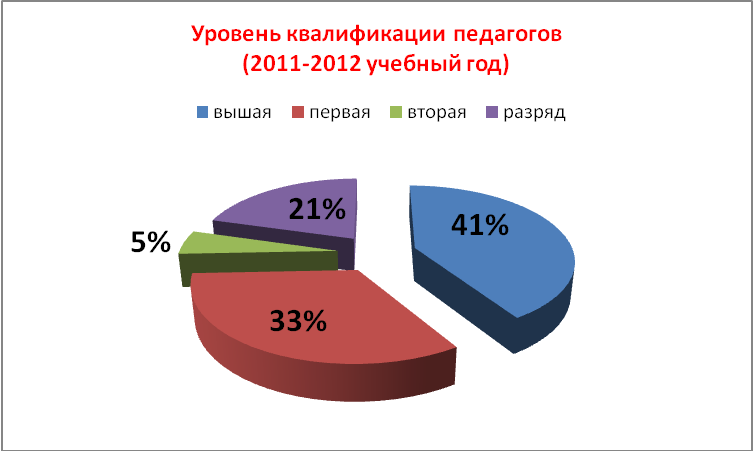 Уровень квалификации педагогов
(2011-2012 учебный год)
вышая первая вторая разряд
21%
41%
5%
33%